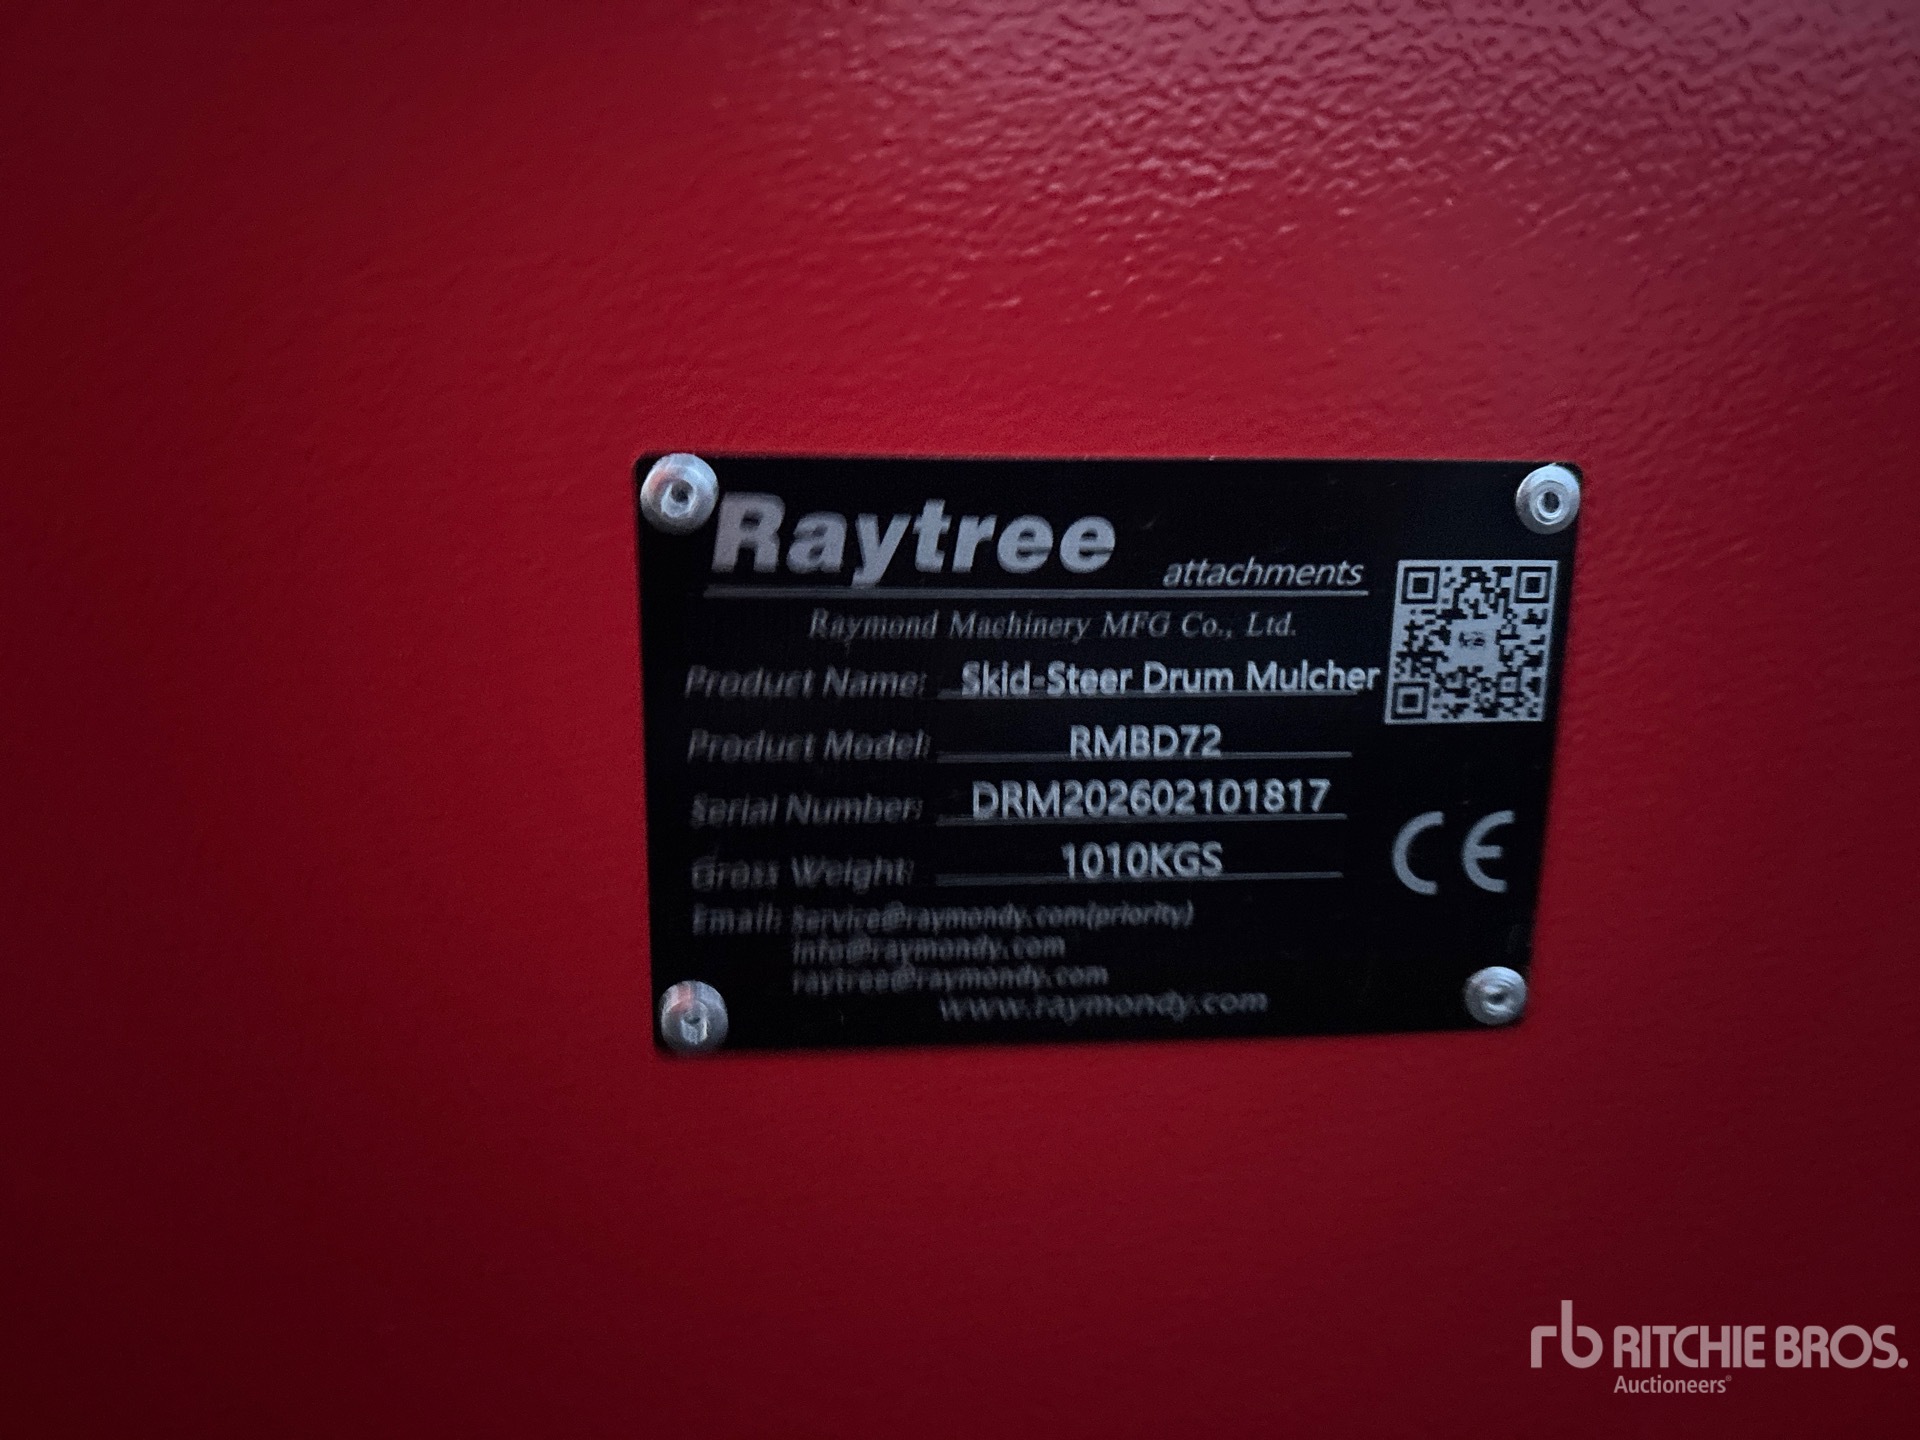 Raytree attachments
Raymond Machinery MFG Co., Ltd.
Product Name: Skid-Steer Drum Mulcher
Product Model: RMBD72
Serial Number: DRM202602101817
Gross Weight: 1010KGS
CE
Email: Service@raymondy.com(priority)
info@raymondy.com
raytree@raymondy.com
www.raymondy.com
rb RITCHIE BROS.
Auctioneers®